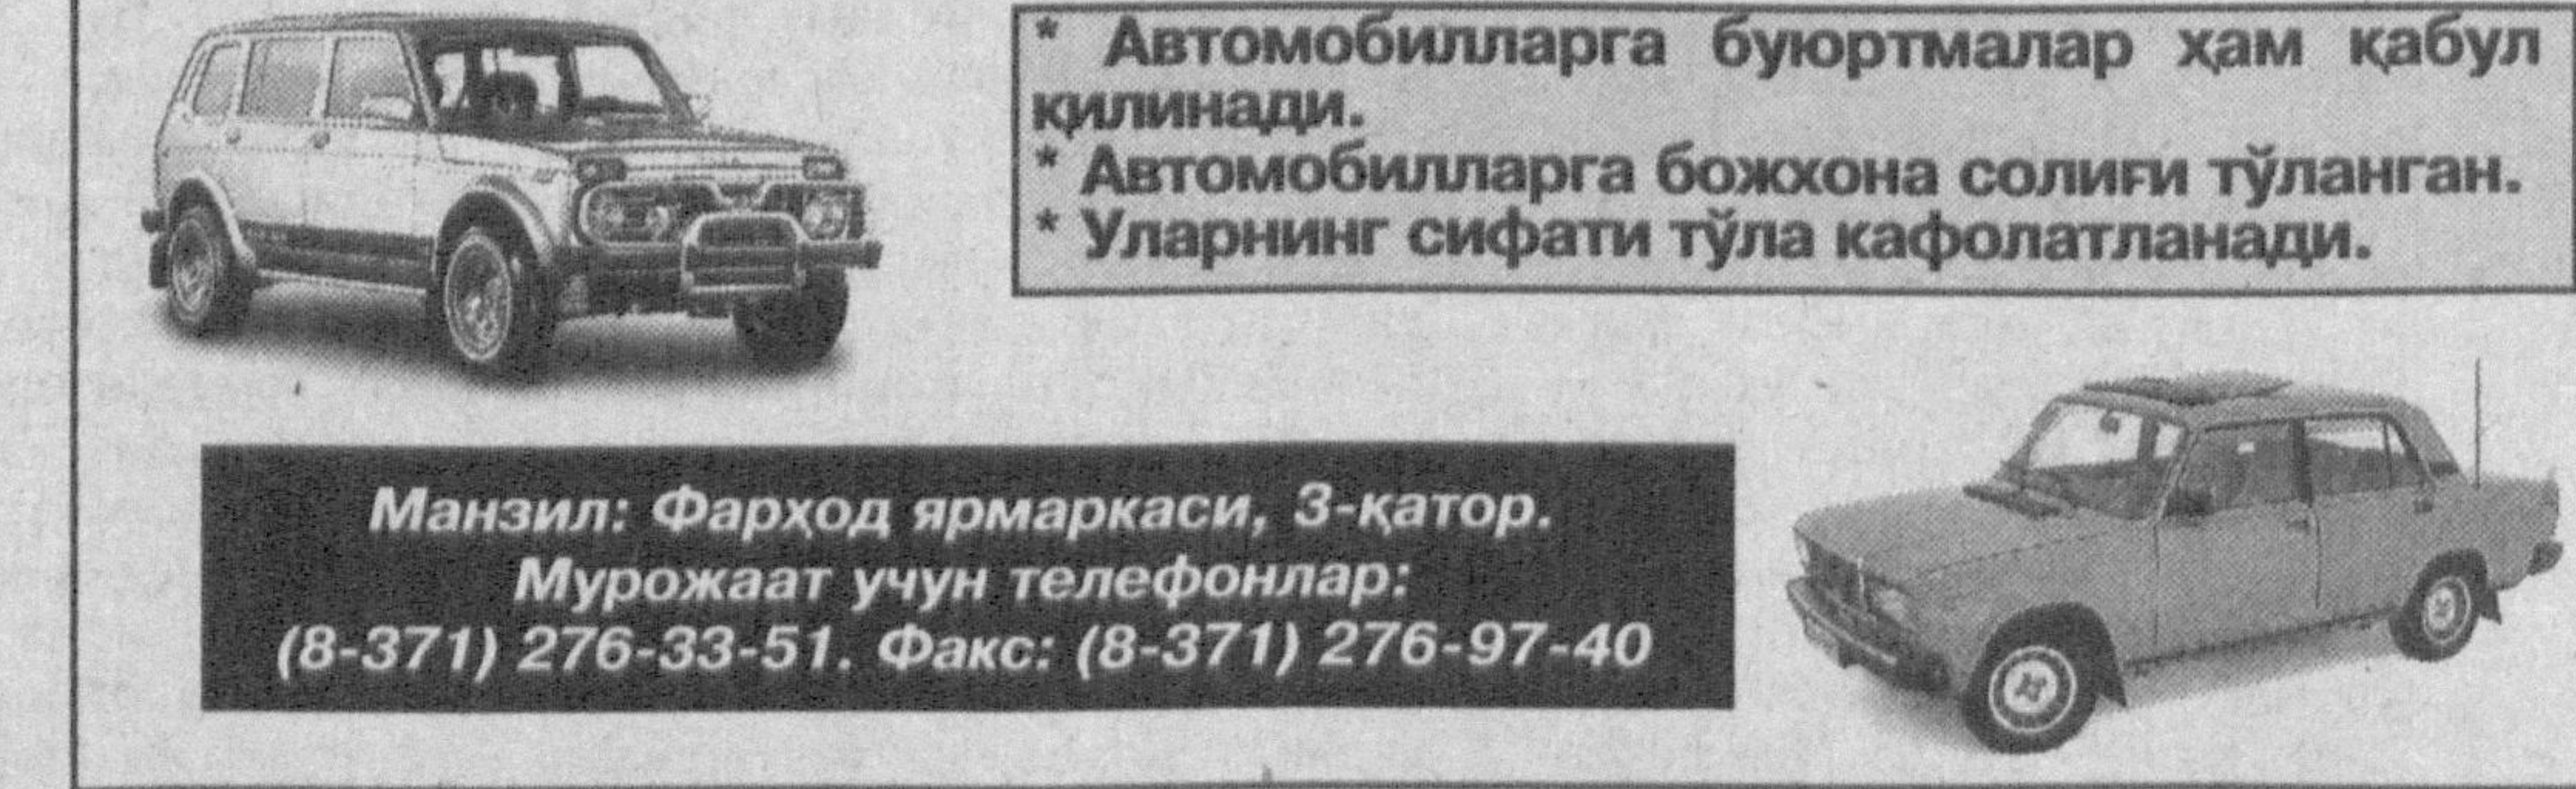 * Автомобилларга буюртмалар ҳам қабул
қилинади.
* Автомобилларга божхона солиғи тўланган.
* Уларнинг сифати тўла кафолатланади.
Манзил: Фарҳод ярмаркаси, 3-қатор.
Мурожаат учун телефонлар:
(8-371) 276-33-51. Факс: (8-371) 276-97-40